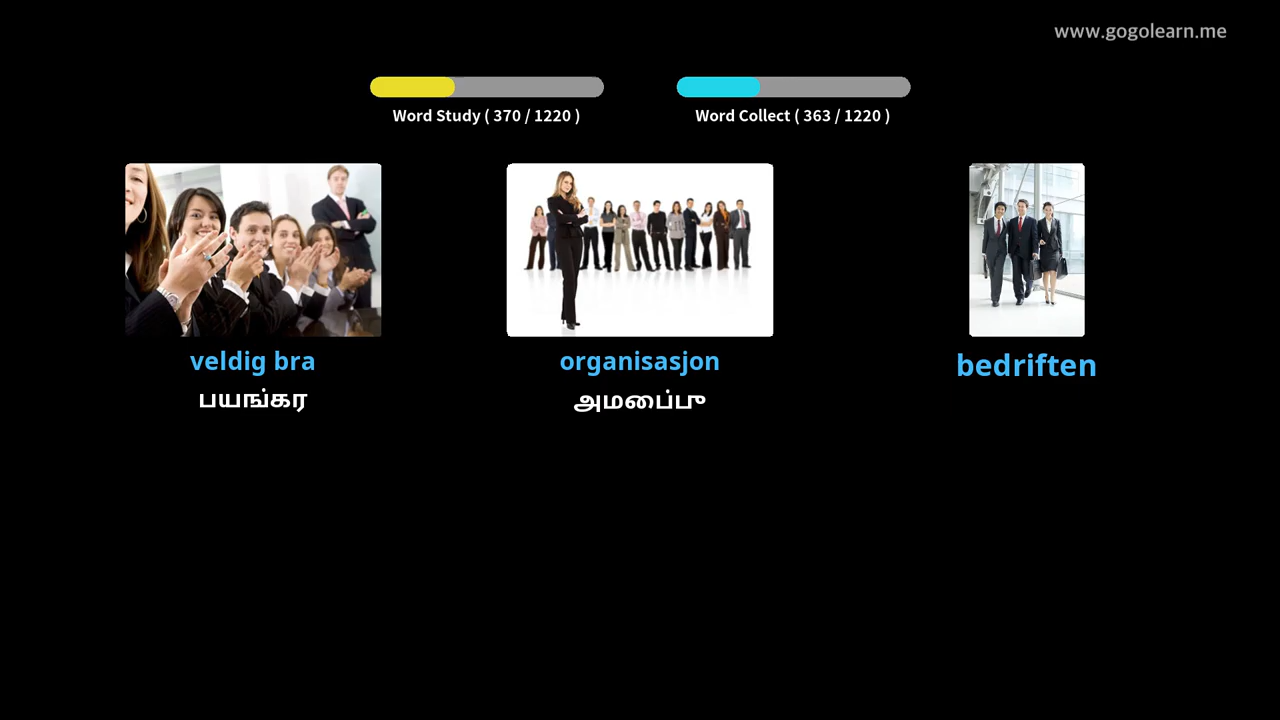 www.gogolearn.me
Word Study ( 370 / 1220 )
Word Collect ( 363 / 1220 )
veldig bra
organisasjon
bedriften
பயங்கர
அமைப்பு